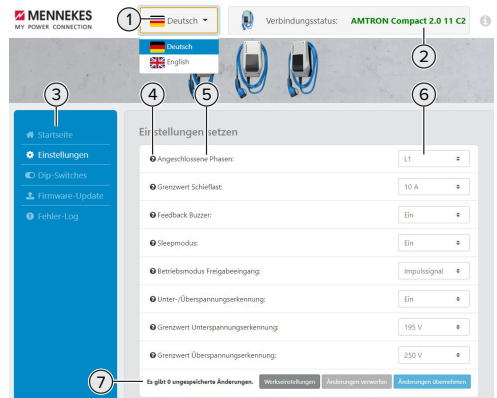 MENNEKES
MY POWER CONNECTION
1
Deutsch
Verbindungsstatus: AMTRON Compact 2.0 11 C2
Deutsch
English
2
3
4
5
6
Startseite
Einstellungen
Dip-Switches
Firmware-Update
Fehler-Log
Einstellungen setzen
Angeschlossene Phasen: L1
Grenzwert Schieflast: 10 A
Feedback Buzzer: Ein
Sleepmodus: Ein
Betriebsmodus Freigabeeingang: Impulssignal
Unter-/Überspannungserkennung: Ein
Grenzwert Unterspannungserkennung: 195 V
Grenzwert Überspannungserkennung: 250 V
7
Es gibt 0 ungespeicherte Änderungen. Werkseinstellungen Änderungen verwerfen Änderungen übernehmen